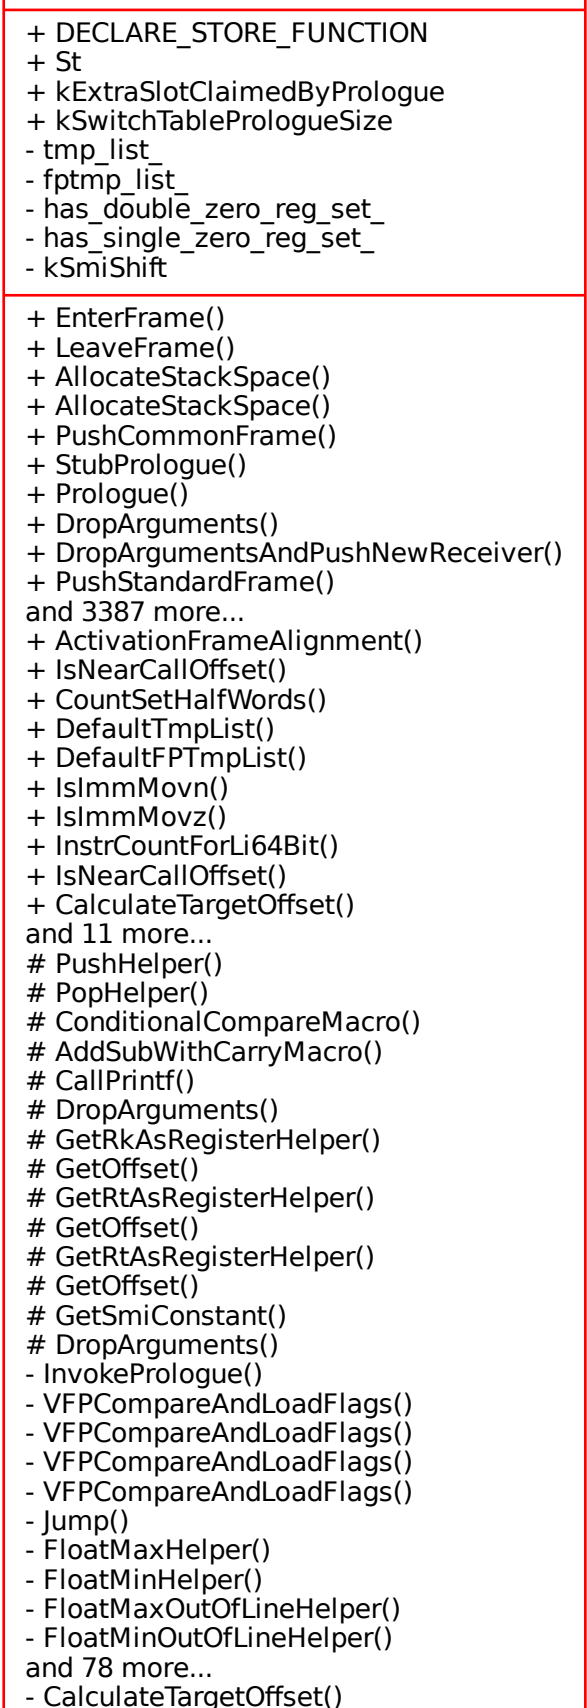 + DECLARE_STORE_FUNCTION
+ St
+ kExtraSlotClaimedByPrologue
+ kSwitchTablePrologueSize
- tmp_list_
- fptmp_list_
- has_double_zero_reg_set_
- has_single_zero_reg_set_
- kSmiShift
+ EnterFrame()
+ LeaveFrame()
+ AllocateStackSpace()
+ AllocateStackSpace()
+ PushCommonFrame()
+ StubPrologue()
+ Prologue()
+ DropArguments()
+ DropArgumentsAndPushNewReceiver()
+ PushStandardFrame()
and 3387 more...
+ ActivationFrameAlignment()
+ IsNearCallOffset()
+ CountSetHalfWords()
+ DefaultTmpList()
+ DefaultFPTmpList()
+ IsImmMovn()
+ IsImmMovz()
+ InstrCountForLi64Bit()
+ IsNearCallOffset()
+ CalculateTargetOffset()
and 11 more...
# PushHelper()
# PopHelper()
# ConditionalCompareMacro()
# AddSubWithCarryMacro()
# CallPrintf()
# DropArguments()
# GetRkAsRegisterHelper()
# GetOffset()
# GetRtAsRegisterHelper()
# GetOffset()
# GetRtAsRegisterHelper()
# GetOffset()
# GetSmiConstant()
# DropArguments()
- InvokePrologue()
- VFPCompareAndLoadFlags()
- VFPCompareAndLoadFlags()
- VFPCompareAndLoadFlags()
- VFPCompareAndLoadFlags()
- Jump()
- FloatMaxHelper()
- FloatMinHelper()
- FloatMaxOutOfLineHelper()
- FloatMinOutOfLineHelper()
and 78 more...
- CalculateTargetOffset()